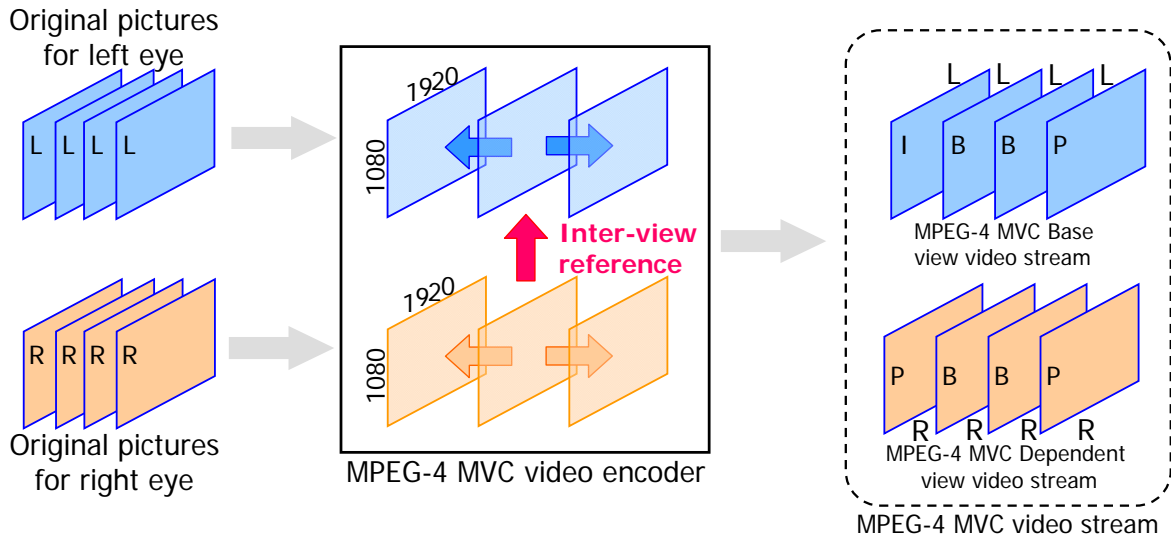 Original pictures
for left eye
L L L L
1920
1080
Inter-view
reference
1920
1080
MPEG-4 MVC video encoder
Original pictures
for right eye
R R R R
L L L L
I B B P
MPEG-4 MVC Base
view video stream
P B B P
R R R R
MPEG-4 MVC Dependent
view video stream
MPEG-4 MVC video stream